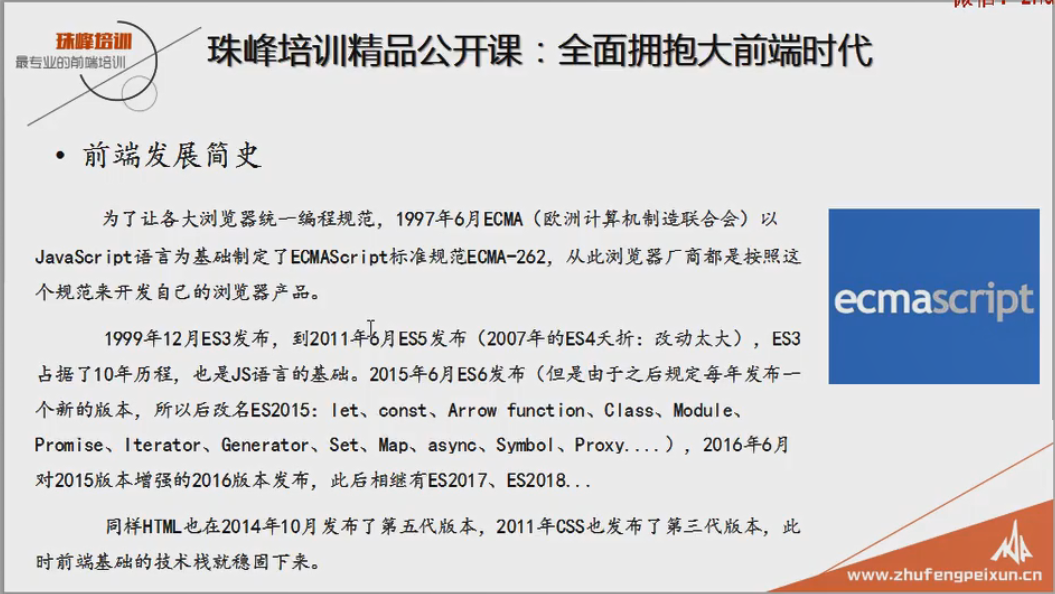 珠峰培训
最专业的前端培训
珠峰培训精品公开课：全面拥抱大前端时代
• 前端发展简史
为了让各大浏览器统一编程规范，1997年6月ECMA（欧洲计算机制造联合会）以
JavaScript语言为基础制定了ECMAScript标准规范ECMA-262，从此浏览器厂商都是按照这
个规范来开发自己的浏览器产品。
1999年12月ES3发布，到2011年6月ES5发布（2007年的ES4夭折：改动太大），ES3
占据了10年历程，也是JS语言的基础。2015年6月ES6发布（但是由于之后规定每年发布一
个新的版本，所以后改名ES2015：let、const、Arrow function、Class、Module、
Promise、Iterator、Generator、Set、Map、async、Symbol、Proxy....），2016年6月
对2015版本增强的2016版本发布，此后相继有ES2017、ES2018...
同样HTML也在2014年10月发布了第五代版本，2011年CSS也发布了第三代版本，此
时前端基础的技术栈就稳固下来。
ecmascript
www.zhufengpeixun.cn